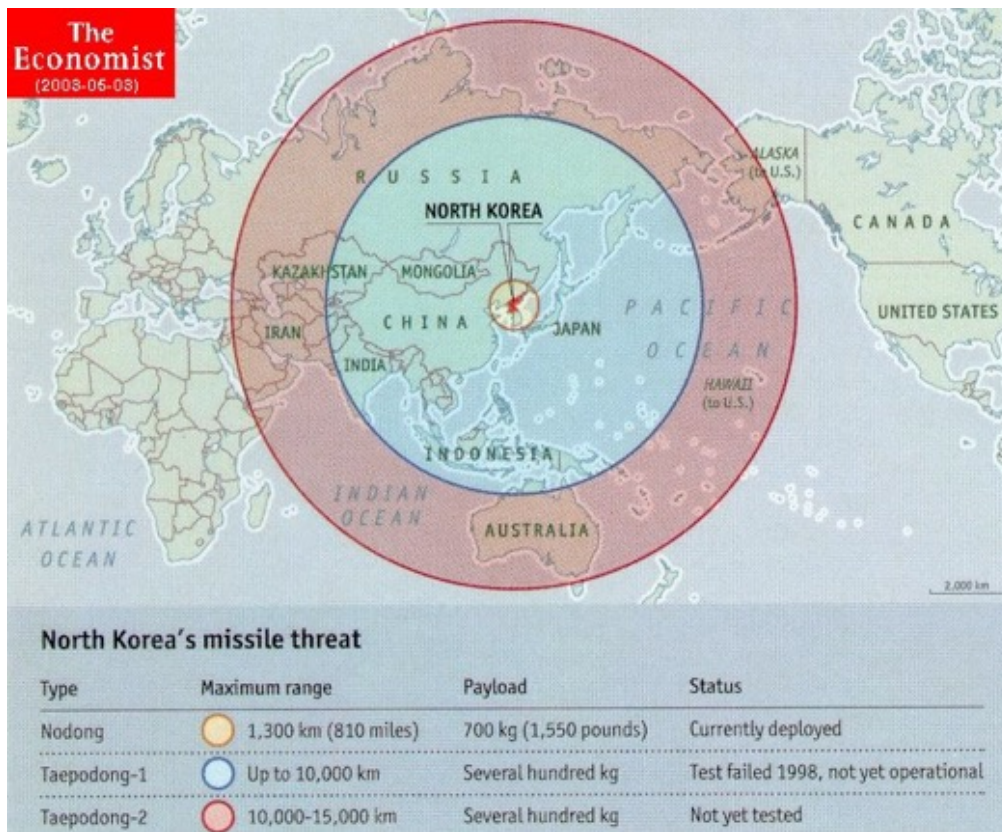 The
Economist
(2003-05-03)
RUSSIA
ALASKA
(to U.S.)
NORTH KOREA
CANADA
KAZAKHSTAN
MONGOLIA
PACIFIC
OCEAN
UNITED STATES
CHINA
JAPAN
IRAN
INDIA
HAWAII
(to U.S.)
INDONESIA
INDIAN
OCEAN
ATLANTIC
OCEAN
AUSTRALIA
2,000 km
North Korea's missile threat
Type Maximum range Payload Status
Nodong 1,300 km (810 miles) 700 kg (1,550 pounds) Currently deployed
Taepodong-1 Up to 10,000 km Several hundred kg Test failed 1998, not yet operational
Taepodong-2 10,000-15,000 km Several hundred kg Not yet tested